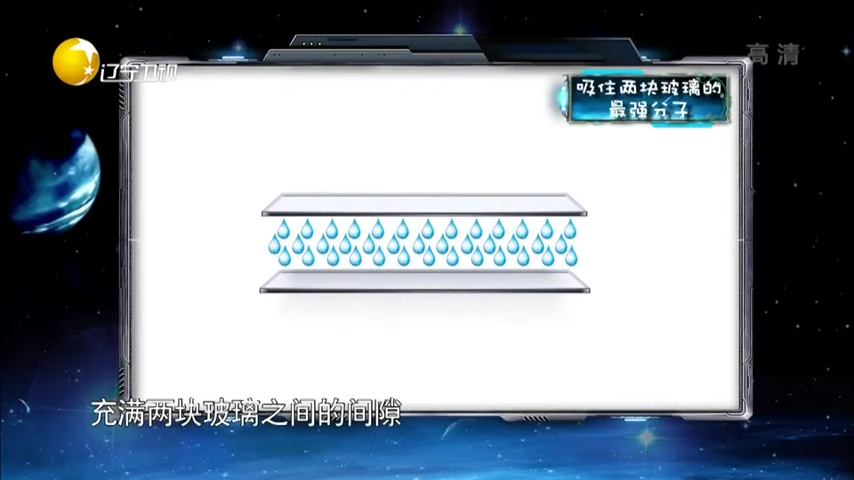 辽宁卫视
高清
吸住两块玻璃的
最强分子
充满两块玻璃之间的间隙